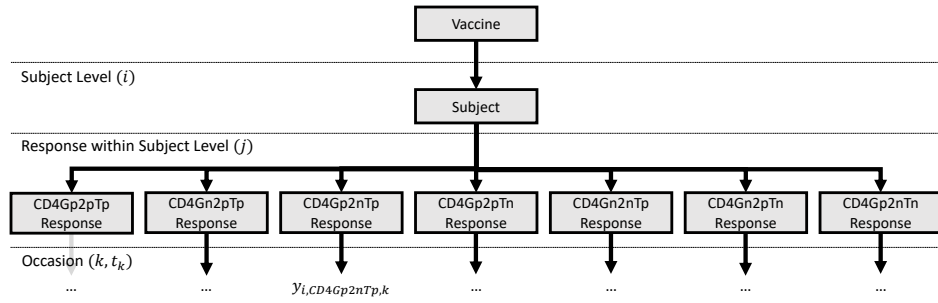 Vaccine
Subject Level (i)
Subject
Response within Subject Level (j)
CD4Gp2pTp Response
CD4Gn2pTp Response
CD4Gp2nTp Response
CD4Gp2pTn Response
CD4Gn2nTp Response
CD4Gn2pTn Response
CD4Gp2nTn Response
Occasion (k, t_k)
...
...
y_{i,CD4Gp2nTp,k}
...
...
...
...